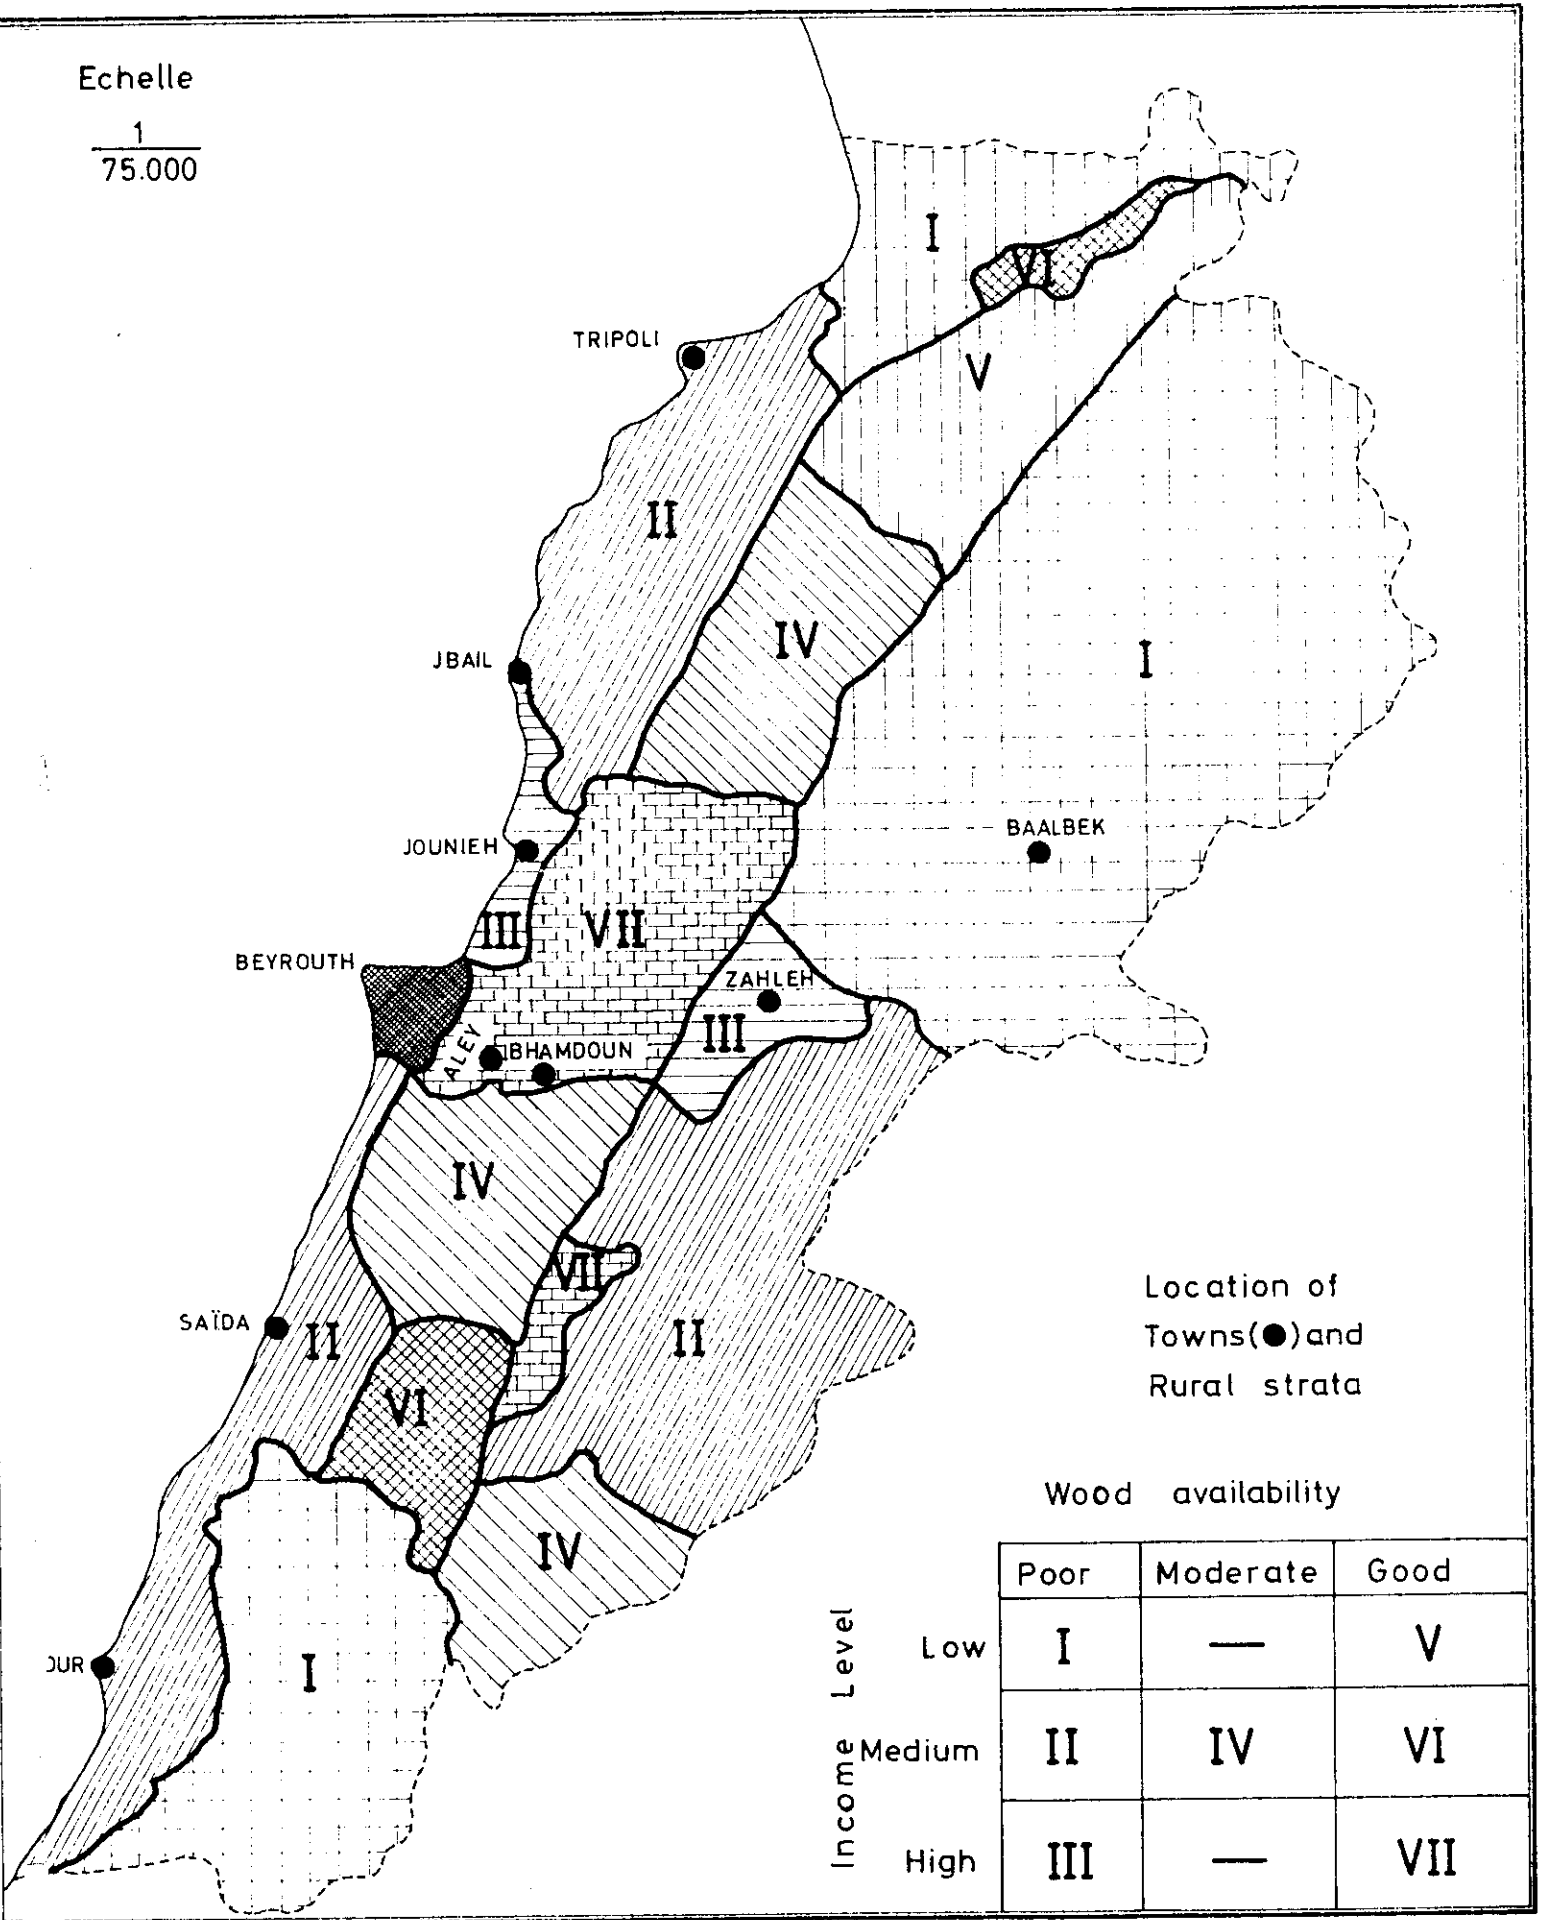 Echelle
1
75.000
I
VI
TRIPOLI
V
II
IV
JBAIL
I
BAALBEK
JOUNIEH
III
VII
BEYROUTH
ZAHLEH
III
ALEY
BHAMDOUN
IV
VII
SAÏDA
II
II
VI
IV
OUR
I
Location of
Towns(●)and
Rural strata
Wood availability
Poor Moderate Good
Income Level
Low I — V
Medium II IV VI
High III — VII